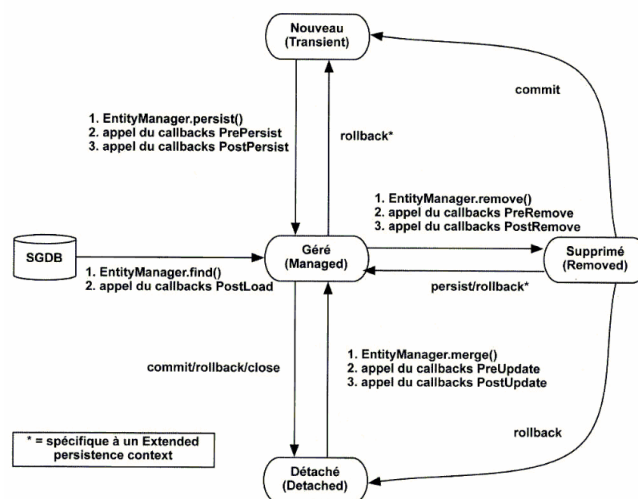 Nouveau
(Transient)
commit
1. EntityManager.persist()
2. appel du callbacks PrePersist
3. appel du callbacks PostPersist
rollback*
1. EntityManager.remove()
2. appel du callbacks PreRemove
3. appel du callbacks PostRemove
SGDB
Géré
(Managed)
Supprimé
(Removed)
1. EntityManager.find()
2. appel du callbacks PostLoad
persist/rollback*
commit/rollback/close
1. EntityManager.merge()
2. appel du callbacks PreUpdate
3. appel du callbacks PostUpdate
rollback
* = spécifique à un Extended
persistence context
Détaché
(Detached)